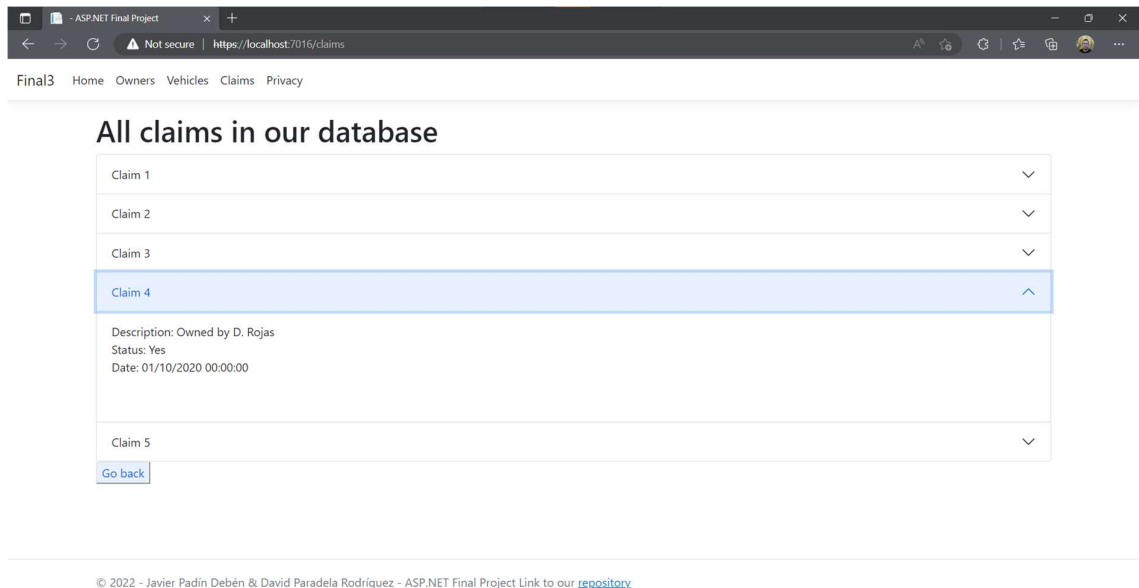 - ASP.NET Final Project
Not secure | https://localhost:7016/claims
Final3 Home Owners Vehicles Claims Privacy
All claims in our database
Claim 1
Claim 2
Claim 3
Claim 4
Description: Owned by D. Rojas
Status: Yes
Date: 01/10/2020 00:00:00
Claim 5
Go back
© 2022 - Javier Padín Debén & David Paradela Rodríguez - ASP.NET Final Project Link to our repository